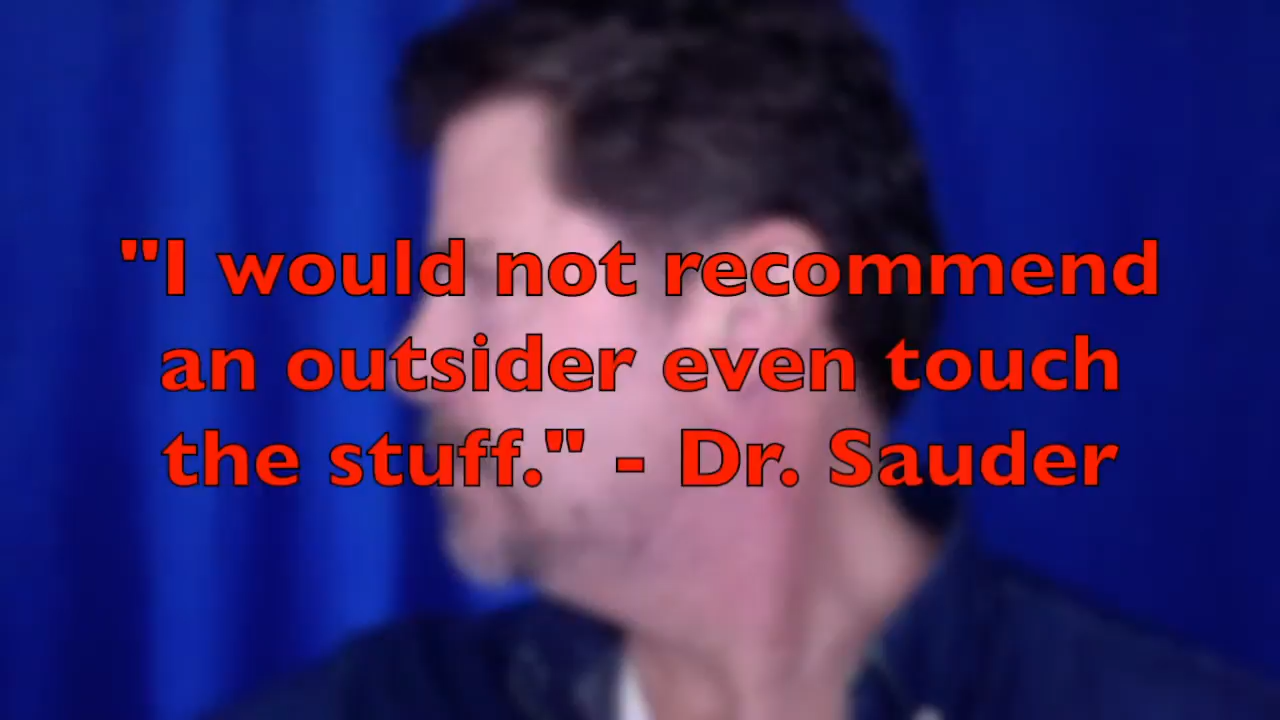 "I would not recommend
an outsider even touch
the stuff." - Dr. Sauder